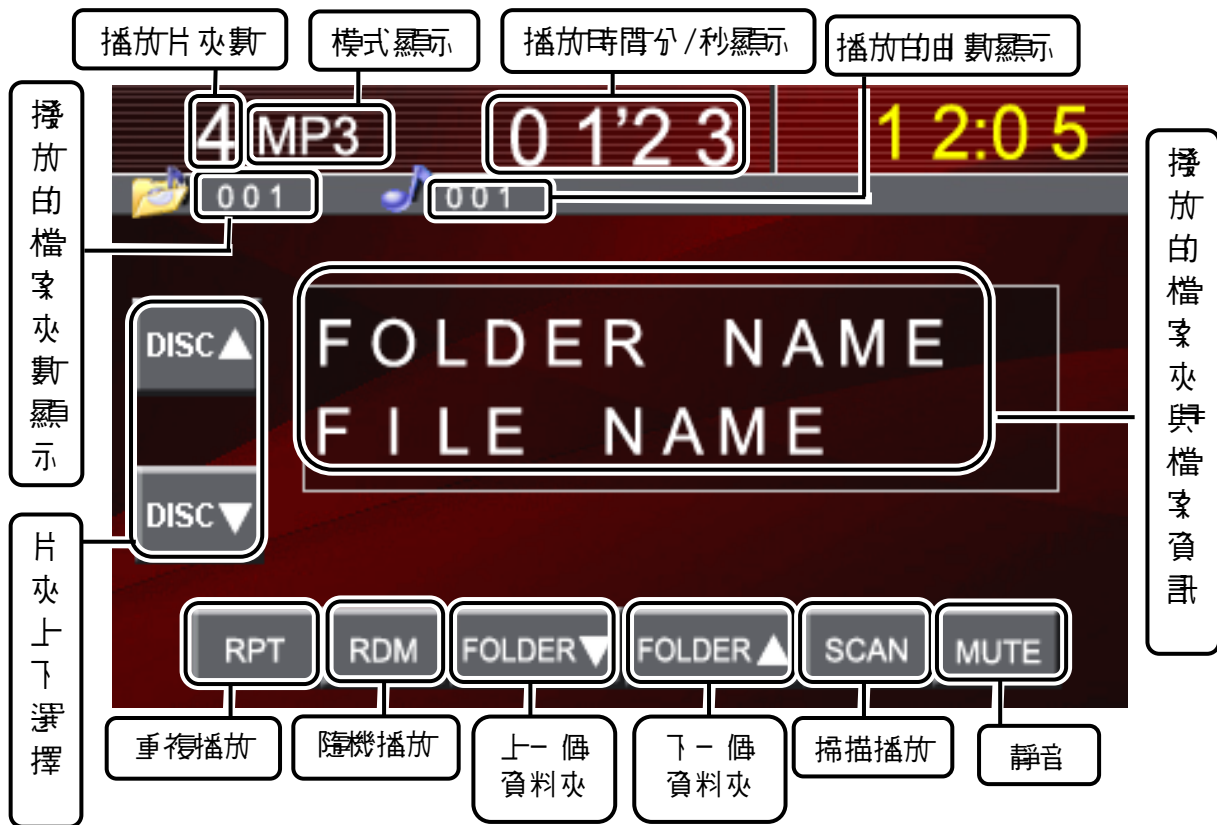 播放片夾數
模式顯示
播放時間分/秒顯示
播放的曲數顯示
4 MP3 01'23 12:05
001 001
播放的檔案夾數顯示
播放的檔案夾與檔案資訊
DISC▲
FOLDER NAME
FILE NAME
DISC▼
片夾上下選擇
RPT RDM FOLDER▼ FOLDER▲ SCAN MUTE
重複播放
隨機播放
上一個
資料夾
下一個
資料夾
掃描播放
靜音